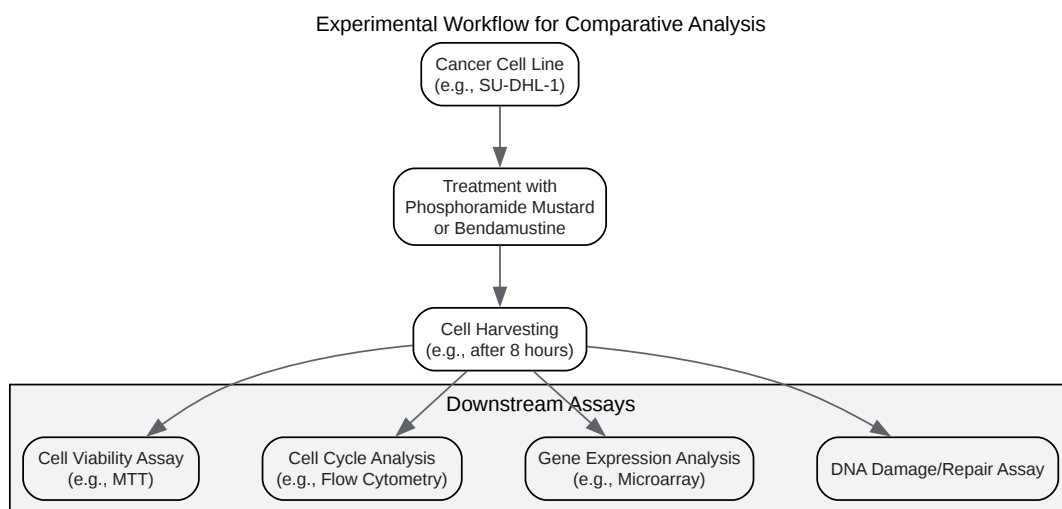 Experimental Workflow for Comparative Analysis
Cancer Cell Line
(e.g., SU-DHL-1)
Treatment with
Phosphoramide Mustard
or Bendamustine
Cell Harvesting
(e.g., after 8 hours)
Downstream Assays
Cell Viability Assay
(e.g., MTT)
Cell Cycle Analysis
(e.g., Flow Cytometry)
Gene Expression Analysis
(e.g., Microarray)
DNA Damage/Repair Assay